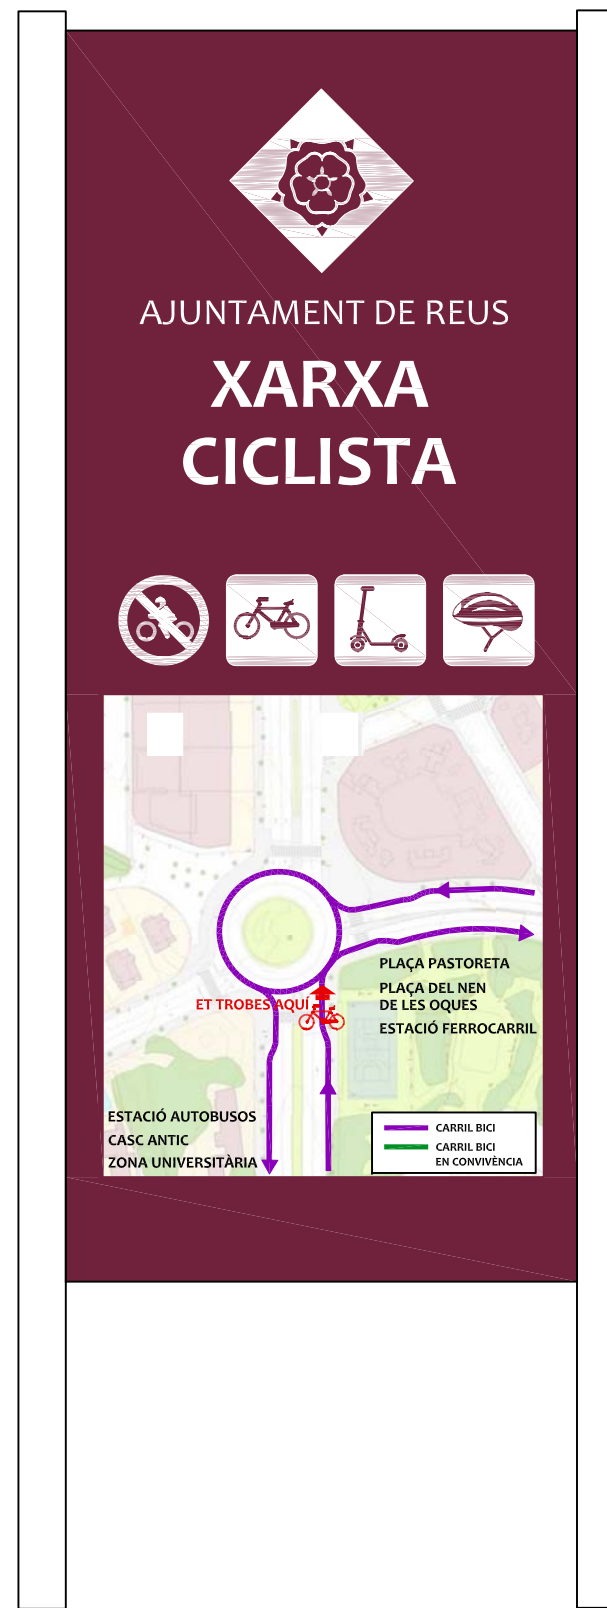 AJUNTAMENT DE REUS
XARXA
CICLISTA
PLAÇA PASTORETA
PLAÇA DEL NEN
DE LES OQUES
ESTACIÓ FERROCARRIL
ET TROBES AQUÍ
ESTACIÓ AUTOBUSOS
CASC ANTIC
ZONA UNIVERSITÀRIA
CARRIL BICI
CARRIL BICI
EN CONVIVÈNCIA